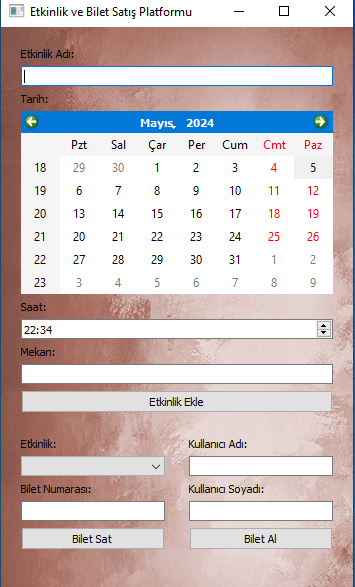 Etkinlik ve Bilet Satış Platformu
Etkinlik Adı:
Tarih:
Mayıs, 2024
Pzt Sal Çar Per Cum Cmt Paz
18 29 30 1 2 3 4 5
19 6 7 8 9 10 11 12
20 13 14 15 16 17 18 19
21 20 21 22 23 24 25 26
22 27 28 29 30 31 1 2
23 3 4 5 6 7 8 9
Saat:
22:34
Mekan:
Etkinlik Ekle
Etkinlik: Kullanıcı Adı:
Bilet Numarası: Kullanıcı Soyadı:
Bilet Sat Bilet Al